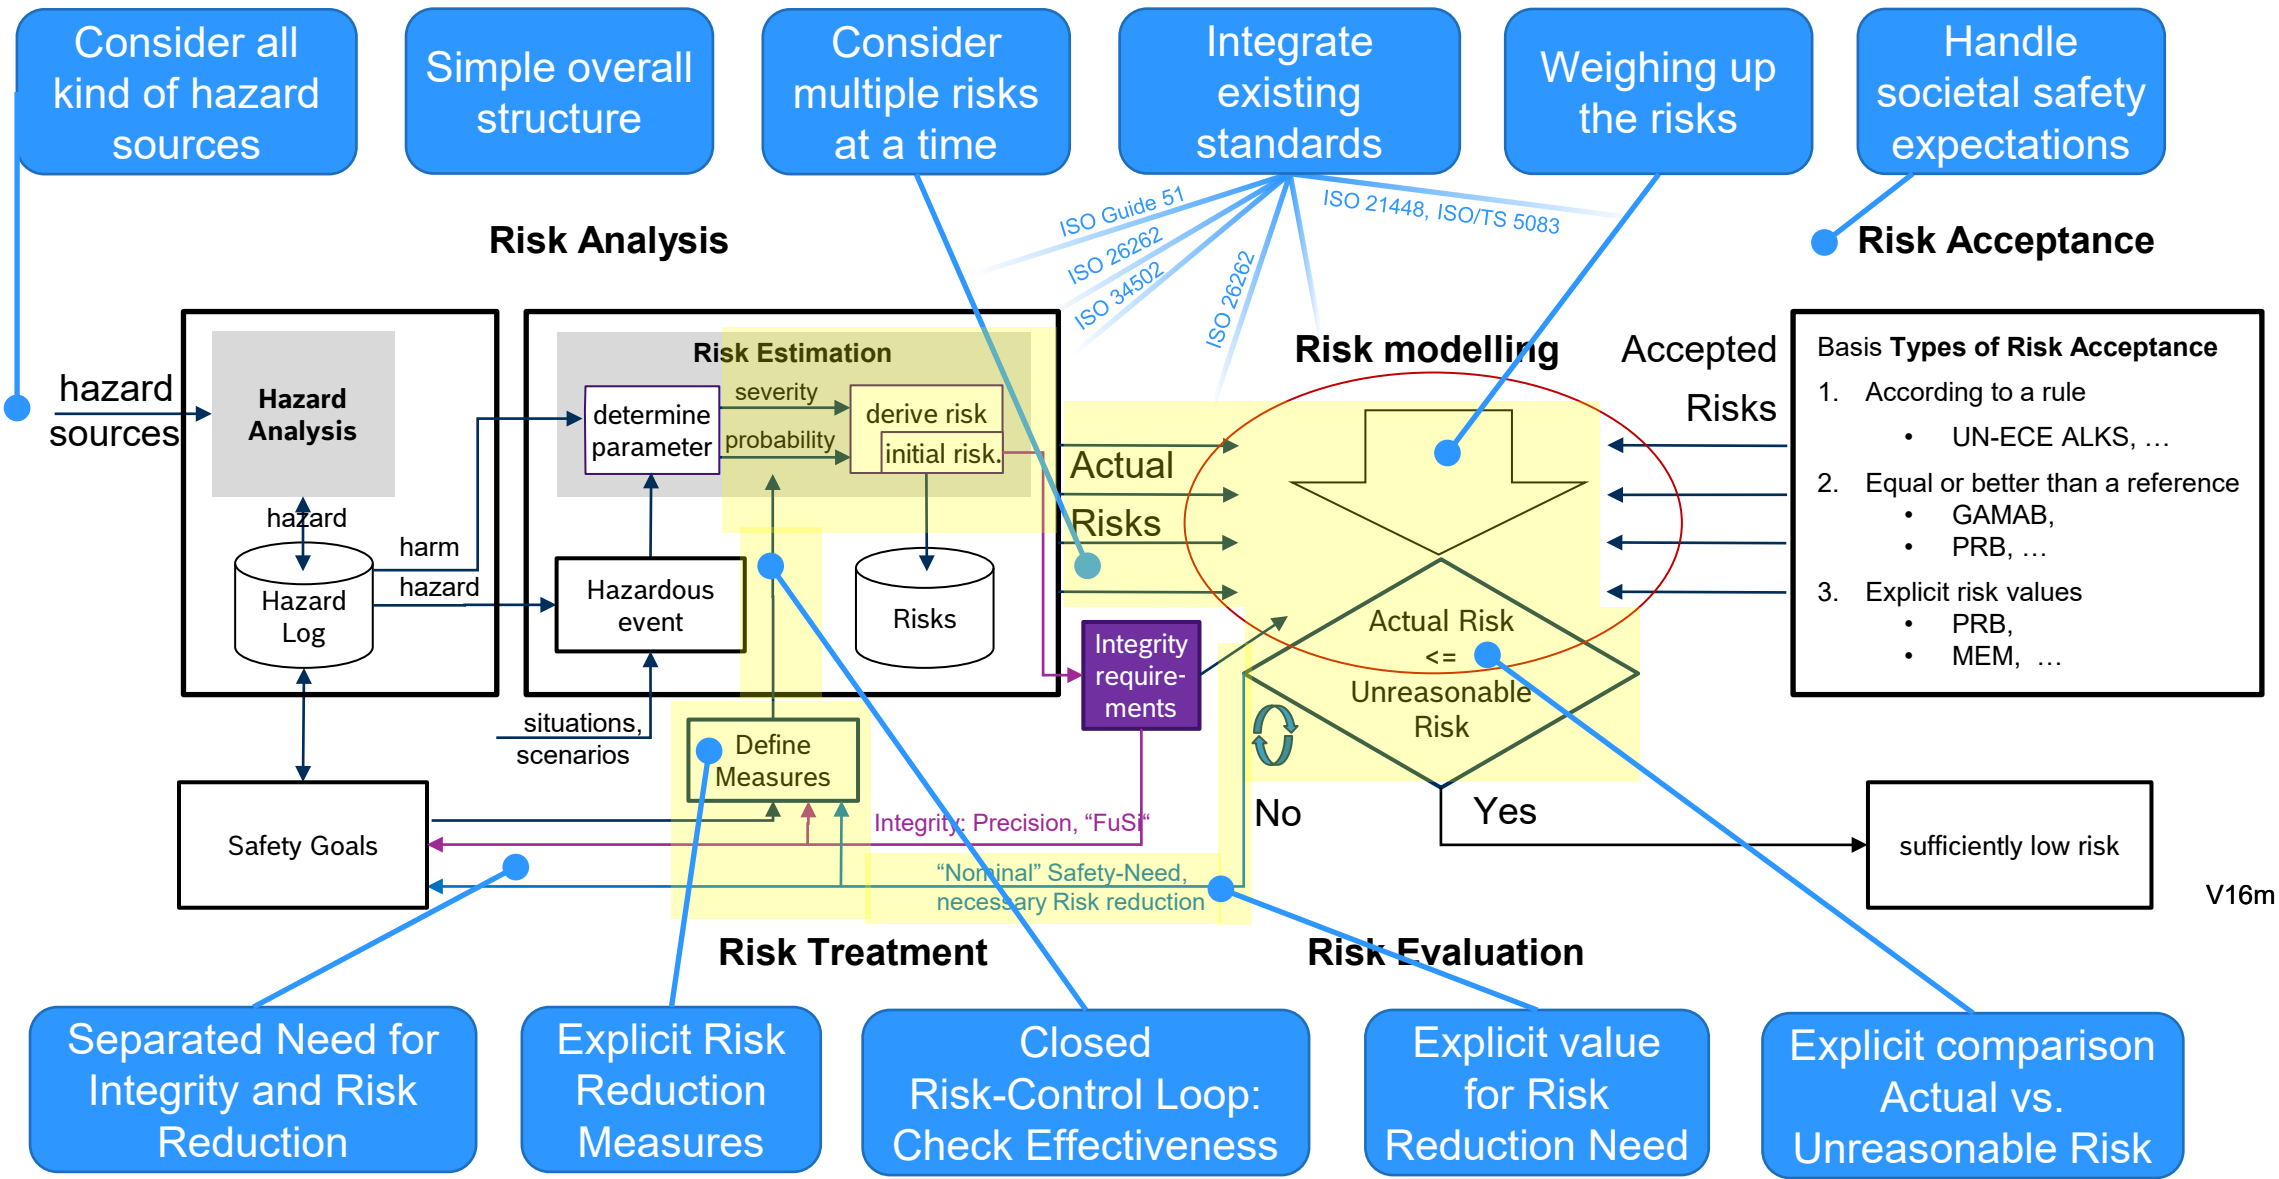 Consider all
kind of hazard
sources
Simple overall
structure
Consider
multiple risks
at a time
Integrate
existing
standards
Weighing up
the risks
Handle
societal safety
expectations
ISO Guide 51
ISO 26262
ISO 34502
ISO 26262
ISO 21448, ISO/TS 5083
Risk Analysis
Risk Acceptance
hazard
sources
Hazard
Analysis
hazard
Hazard
Log
harm
hazard
Risk Estimation
determine
parameter
severity
probability
derive risk
initial risk.
Hazardous
event
Risks
situations,
scenarios
Define
Measures
Safety Goals
Actual
Risks
Risk modelling
Accepted
Risks
Basis Types of Risk Acceptance
1. According to a rule
• UN-ECE ALKS, …
2. Equal or better than a reference
• GAMAB,
• PRB, …
3. Explicit risk values
• PRB,
• MEM, …
Integrity
require-
ments
Actual Risk
<=
Unreasonable
Risk
No
Yes
Integrity: Precision, “FuSi“
“Nominal” Safety-Need,
necessary Risk reduction
sufficiently low risk
V16m
Risk Treatment
Risk Evaluation
Separated Need for
Integrity and Risk
Reduction
Explicit Risk
Reduction
Measures
Closed
Risk-Control Loop:
Check Effectiveness
Explicit value
for Risk
Reduction Need
Explicit comparison
Actual vs.
Unreasonable Risk